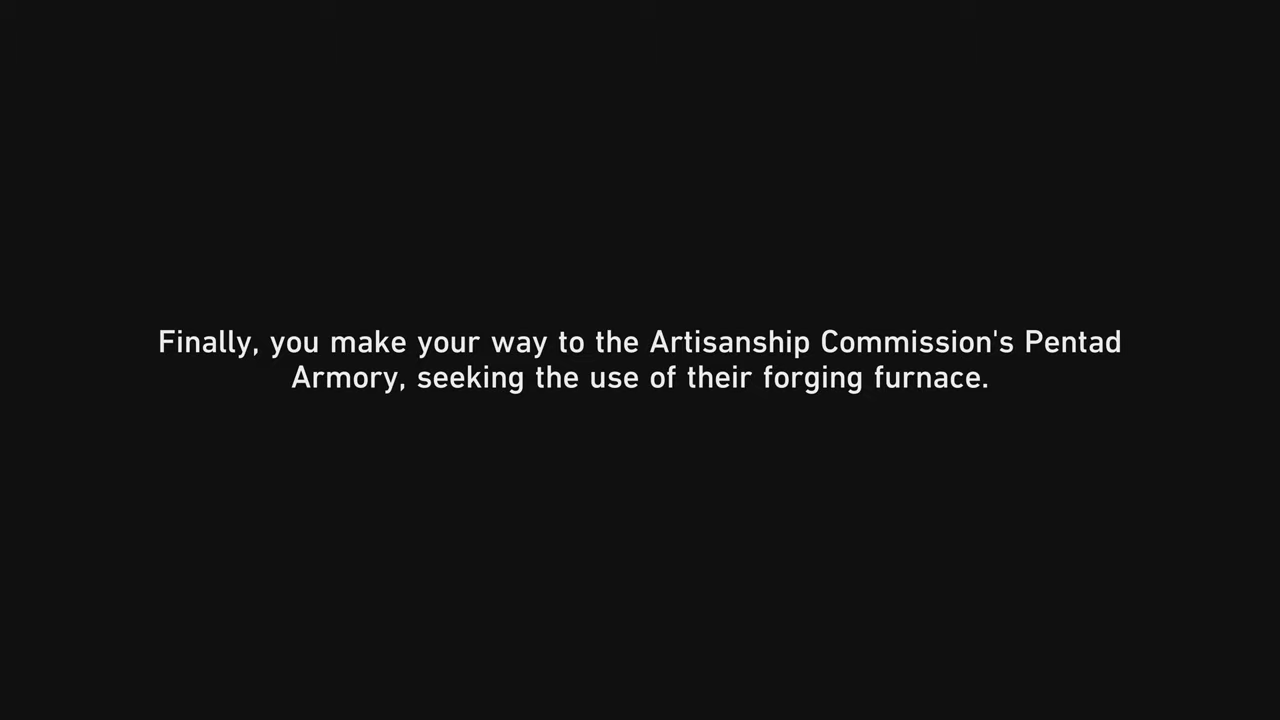 Finally, you make your way to the Artisanship Commission's Pentad
Armory, seeking the use of their forging furnace.